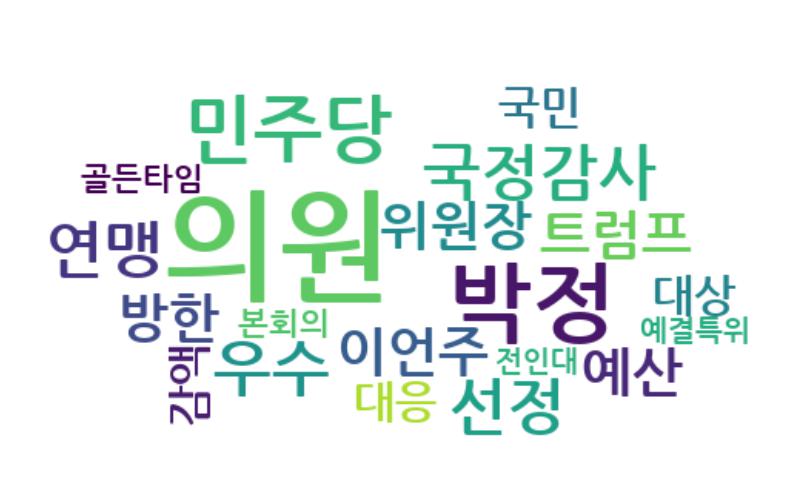 국민
민주당
국정감사
골든타임
의원
위원장
트럼프
연맹
박정
대상
방한
본회의
예결특위
이언주
우수
전인대
예산
감액
대응
선정